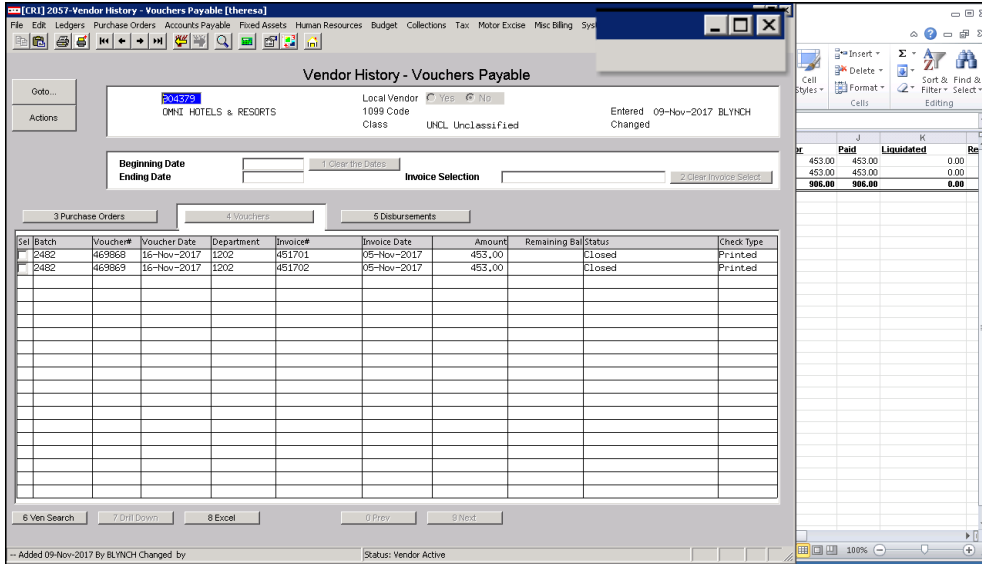 [CRI] 2057-Vendor History - Vouchers Payable [theresa]
File Edit Ledgers Purchase Orders Accounts Payable Fixed Assets Human Resources Budget Collections Tax Motor Excise Misc Billing Sys
Vendor History - Vouchers Payable
Goto...
Actions
904379
OMNI HOTELS & RESORTS
Local Vendor Yes No
1099 Code
Class UNCL Unclassified
Entered 09-Nov-2017 BLYNCH
Changed
Beginning Date 1 Clear the Dates
Ending Date Invoice Selection 2 Clear Invoice Select
3 Purchase Orders 4 Vouchers 5 Disbursements
Sel Batch Voucher# Voucher Date Department Invoice# Invoice Date Amount Remaining Bal Status Check Type
2482 469868 16-Nov-2017 1202 451701 05-Nov-2017 453.00 Closed Printed
2482 469869 16-Nov-2017 1202 451702 05-Nov-2017 453.00 Closed Printed
6 Ven Search 7 Drill Down 8 Excel 0 Prev 9 Next
-- Added 09-Nov-2017 By BLYNCH Changed by Status: Vendor Active
Cell Styles
Insert
Delete
Format
Cells
Σ
Sort & Filter
Find & Select
Editing
J K
or Paid Liquidated Re
453.00 453.00 0.00
453.00 453.00 0.00
906.00 906.00 0.00
100%